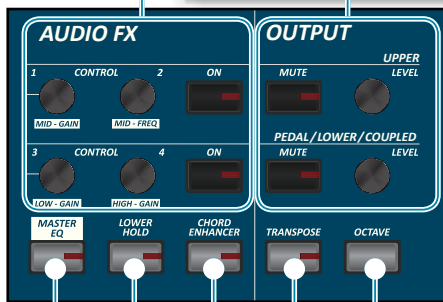 AUDIO FX
OUTPUT
UPPER
1 CONTROL 2 ON
MUTE LEVEL
MID - GAIN MID - FREQ
PEDAL/LOWER/COUPLED
3 CONTROL 4 ON
MUTE LEVEL
LOW - GAIN HIGH - GAIN
MASTER EQ
LOWER HOLD
CHORD ENHANCER
TRANSPOSE
OCTAVE